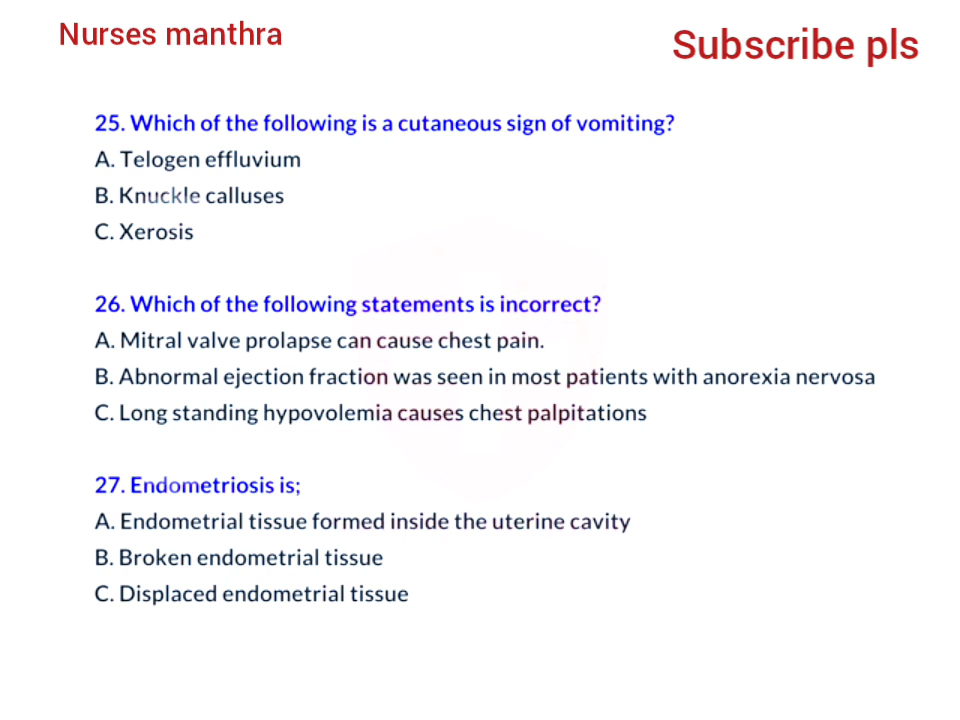 Nurses manthra
Subscribe pls
25. Which of the following is a cutaneous sign of vomiting?
A. Telogen effluvium
B. Knuckle calluses
C. Xerosis
26. Which of the following statements is incorrect?
A. Mitral valve prolapse can cause chest pain.
B. Abnormal ejection fraction was seen in most patients with anorexia nervosa
C. Long standing hypovolemia causes chest palpitations
27. Endometriosis is;
A. Endometrial tissue formed inside the uterine cavity
B. Broken endometrial tissue
C. Displaced endometrial tissue